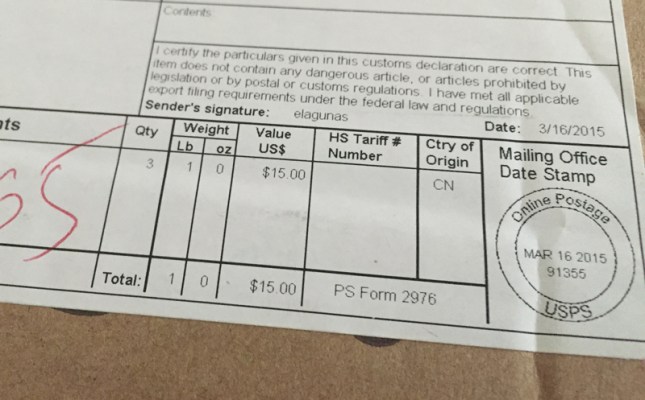 Contents
I certify the particulars given in this customs declaration are correct. This
item does not contain any dangerous article, or articles prohibited by
legislation or by postal or customs regulations. I have met all applicable
export filing requirements under the federal law and regulations.
Sender's signature: elagunas Date: 3/16/2015
nts Qty Weight Value US$ HS Tariff # Number Ctry of Origin
Lb oz
3 1 0 $15.00 CN
Total: 1 0 $15.00 PS Form 2976
Mailing Office
Date Stamp
Online Postage
MAR 16 2015
91355
USPS